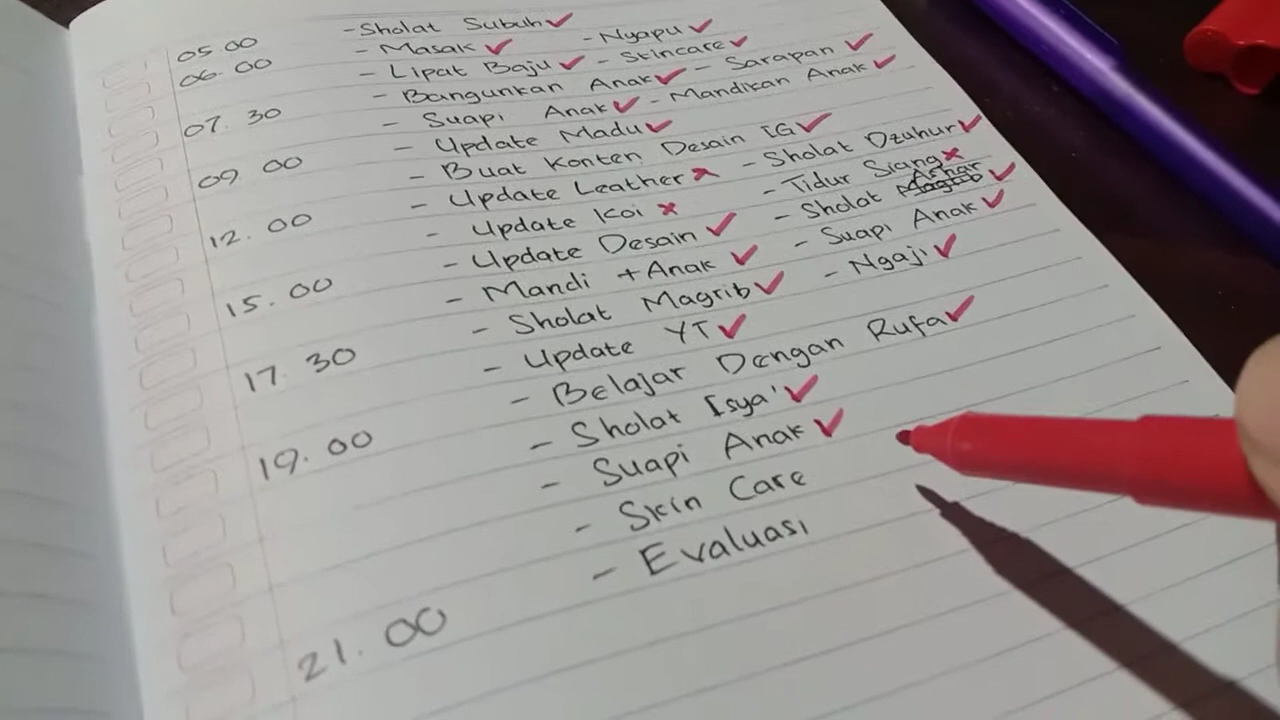 05.00 - Sholat Subuh
06.00 - Masak - Nyapu
- Lipat Baju - Skincare
07.30 - Bangunkan Anak - Sarapan
- Suapi Anak - Mandikan Anak
09.00 - Update Madu
- Buat Konten Desain IG
12.00 - Update Leather - Sholat Dzuhur
- Update Koi - Tidur Siang
15.00 - Update Desain - Sholat Ashar
- Mandi + Anak - Suapi Anak
17.30 - Sholat Magrib - Ngaji
- Update YT
19.00 - Belajar Dengan Rufa
- Sholat Isya'
- Suapi Anak
- Skin Care
- Evaluasi
21.00